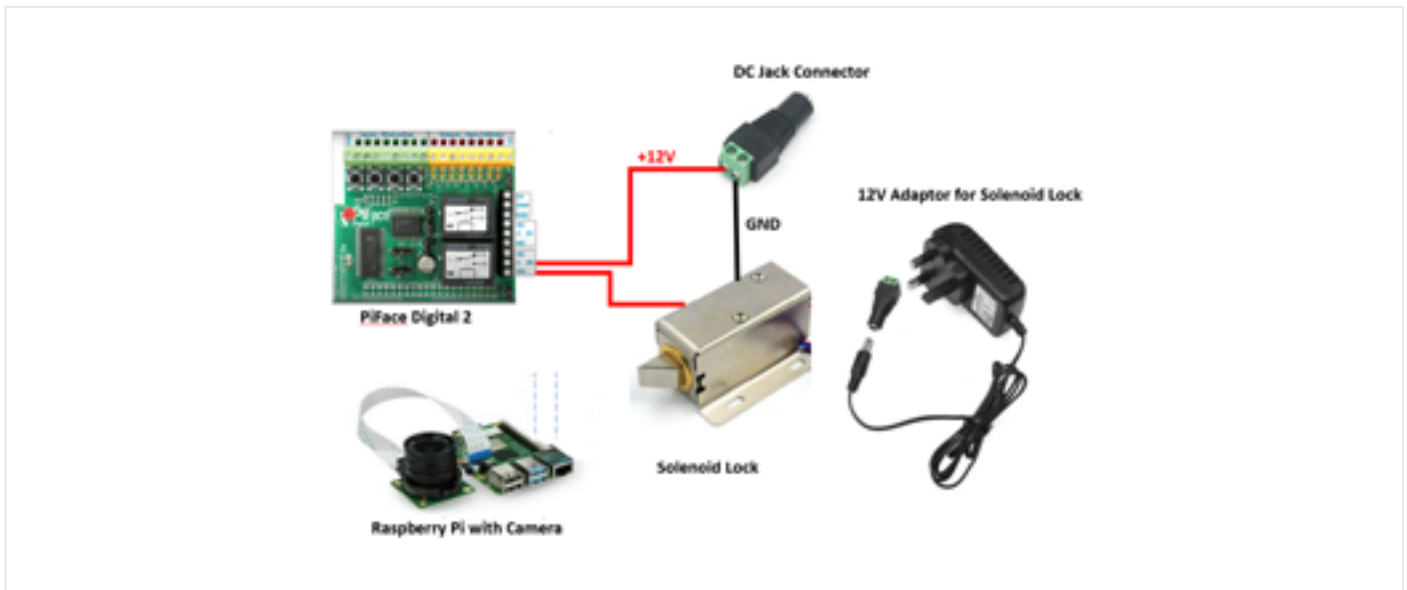 DC Jack Connector
+12V
12V Adaptor for Solenoid Lock
GND
PiFace Digital 2
Solenoid Lock
Raspberry Pi with Camera